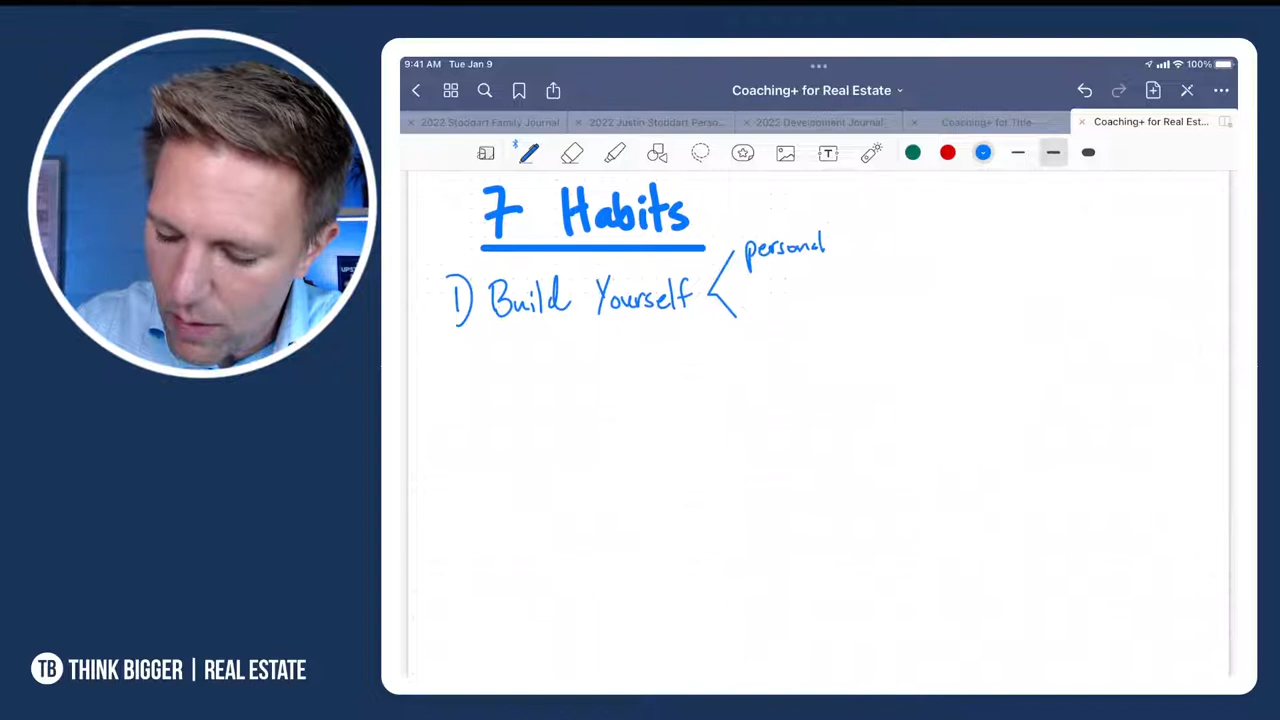 9:41 AM Tue Jan 9
100%
Coaching+ for Real Estate
2022 Stoddart Family Journal
2022 Justin Stoddart Perso...
2022 Development Journal
Coaching+ for Title
Coaching+ for Real Est...
T
7 Habits
personal
1) Build Yourself
UPS
TB THINK BIGGER | REAL ESTATE